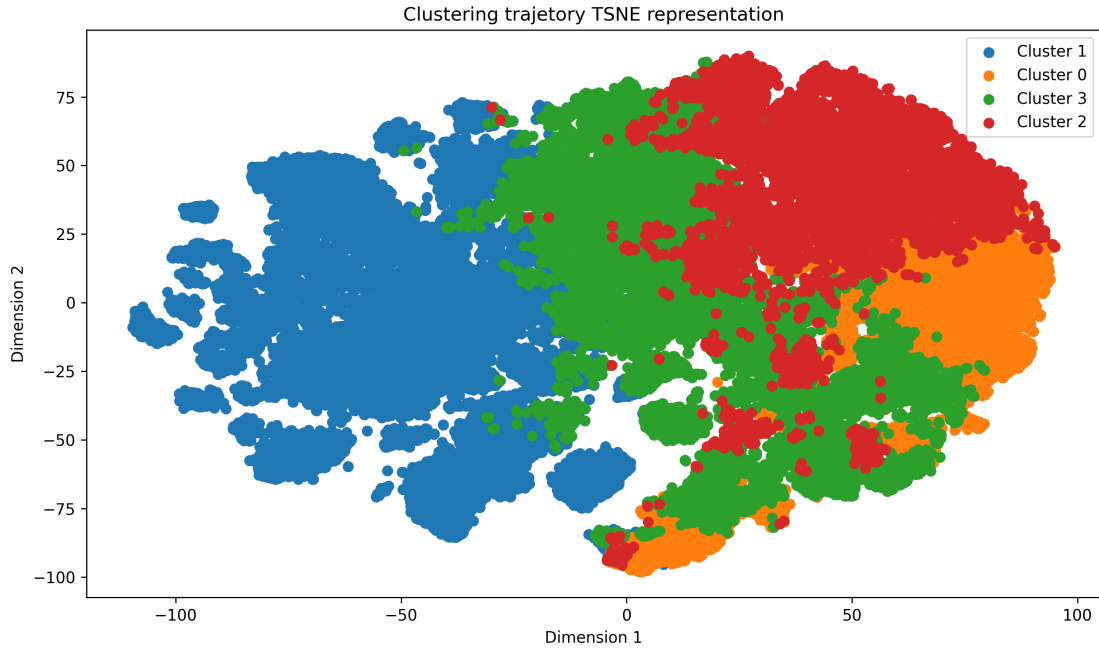 Clustering trajetory TSNE representation
Cluster 1
Cluster 0
Cluster 3
Cluster 2
Dimension 2
75
50
25
0
−25
−50
−75
−100
−100
−50
0
50
100
Dimension 1